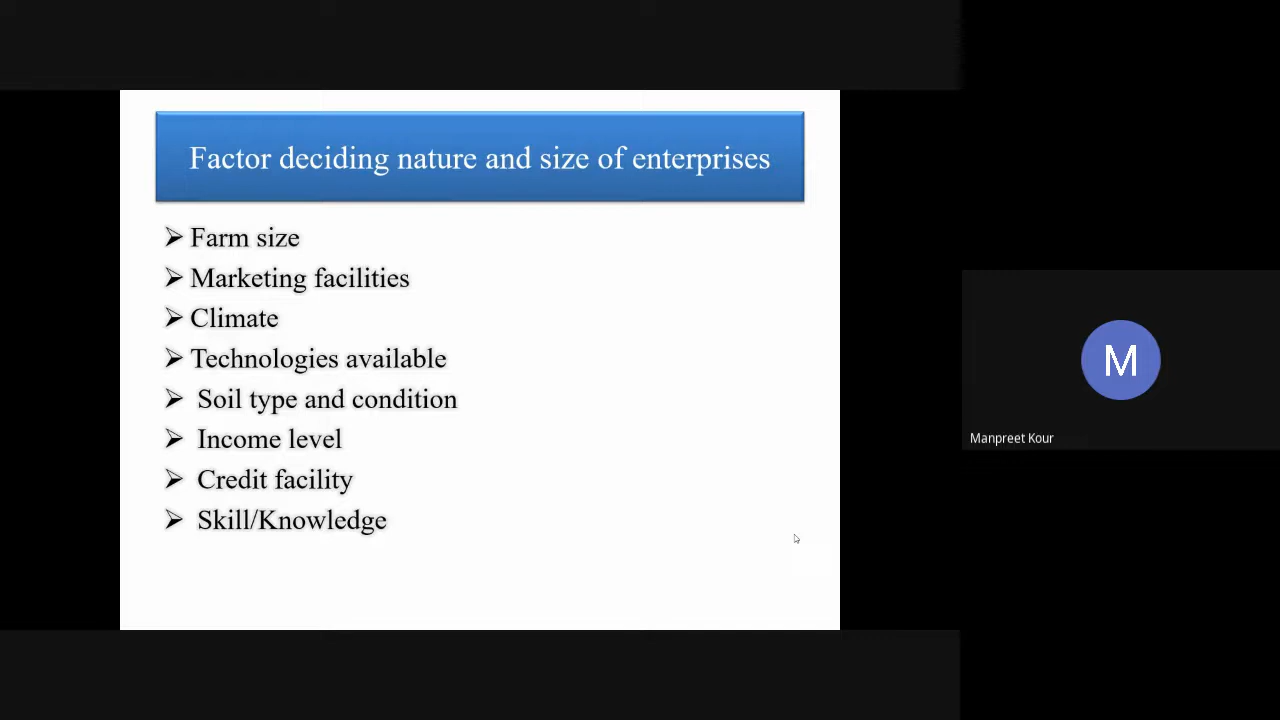 Factor deciding nature and size of enterprises
➢ Farm size
➢ Marketing facilities
➢ Climate
➢ Technologies available
➢ Soil type and condition
➢ Income level
➢ Credit facility
➢ Skill/Knowledge
M
Manpreet Kour